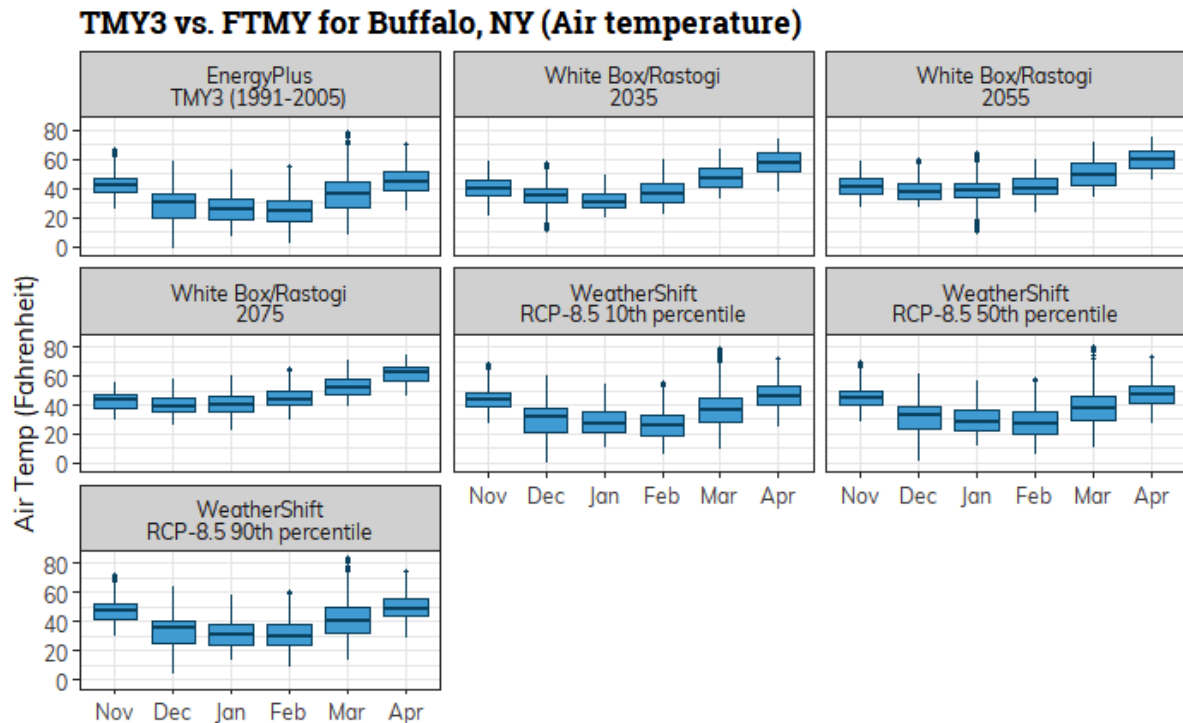 TMY3 vs. FTMY for Buffalo, NY (Air temperature)
EnergyPlus
TMY3 (1991-2005)
White Box/Rastogi
2035
White Box/Rastogi
2055
80
60
40
20
0
White Box/Rastogi
2075
WeatherShift
RCP-8.5 10th percentile
WeatherShift
RCP-8.5 50th percentile
Air Temp (Fahrenheit)
80
60
40
20
0
Nov Dec Jan Feb Mar Apr
Nov Dec Jan Feb Mar Apr
WeatherShift
RCP-8.5 90th percentile
80
60
40
20
0
Nov Dec Jan Feb Mar Apr